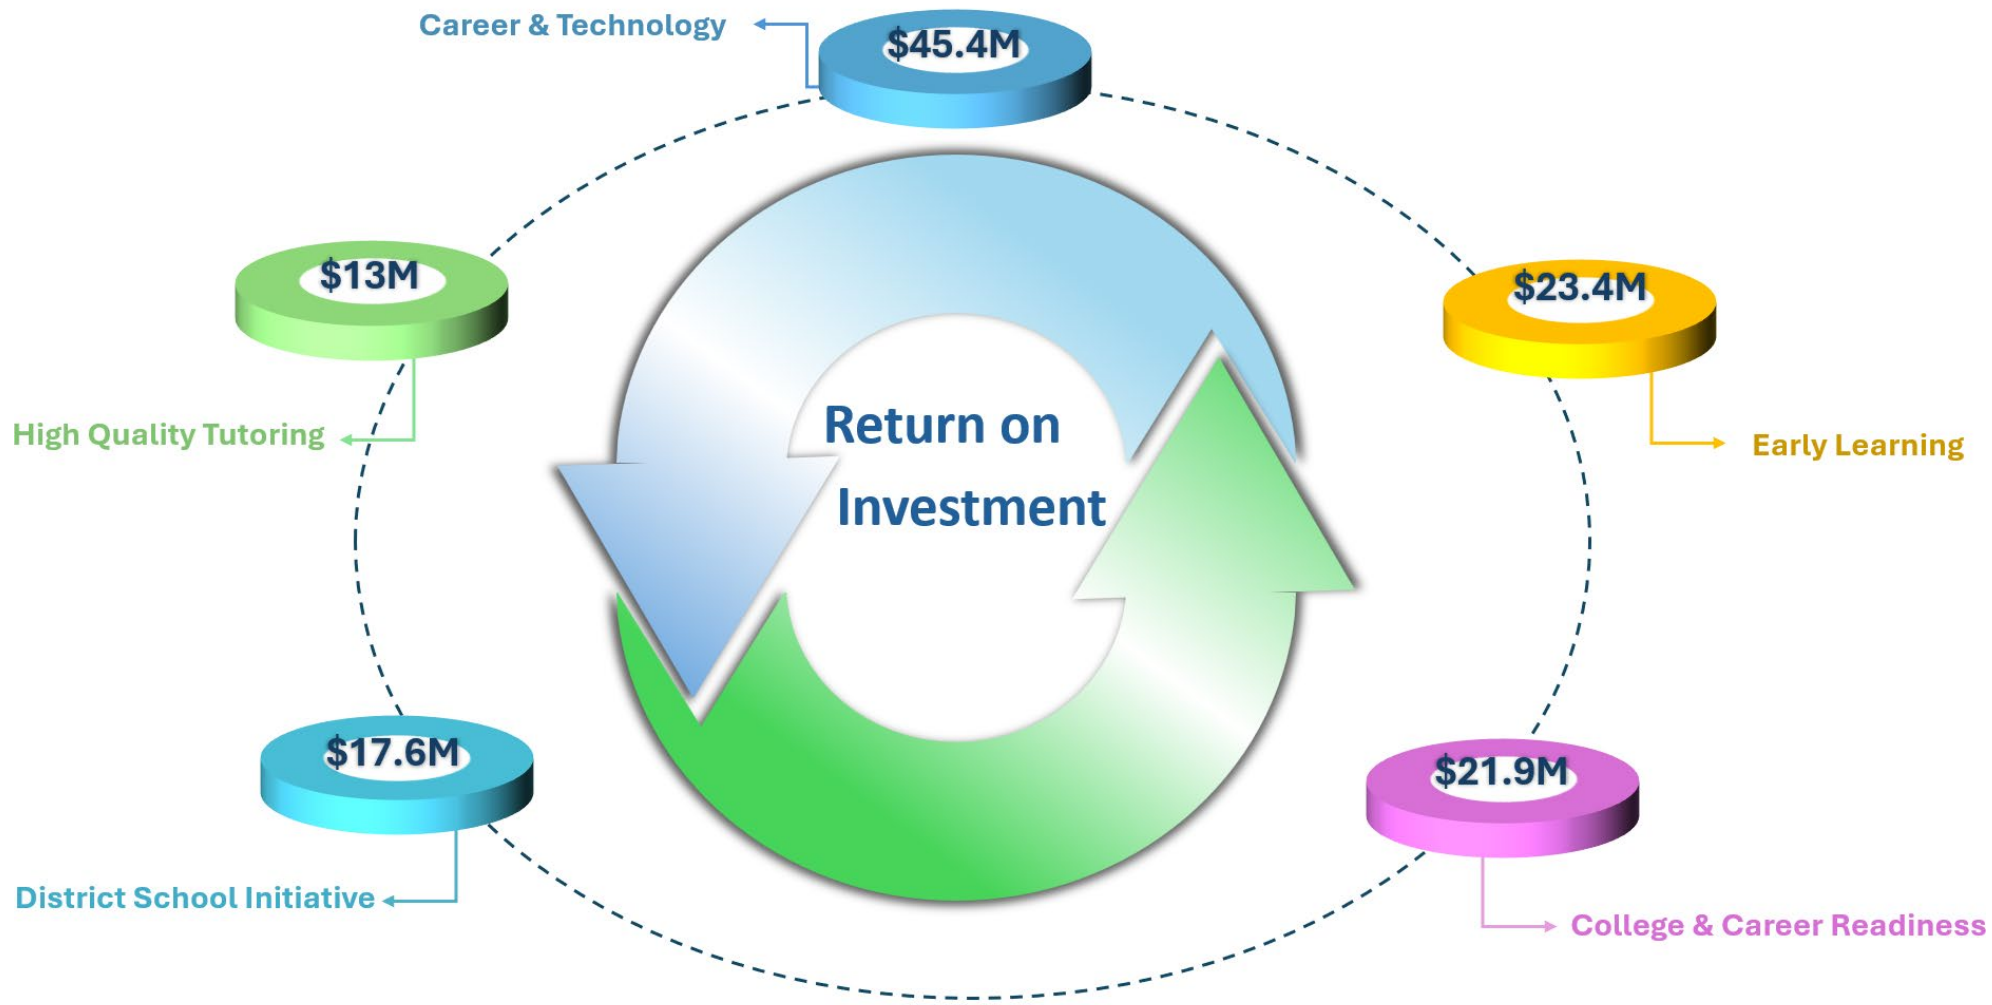 Career & Technology
$45.4M
$13M
$23.4M
High Quality Tutoring
Return on
Investment
Early Learning
$17.6M
$21.9M
District School Initiative
College & Career Readiness